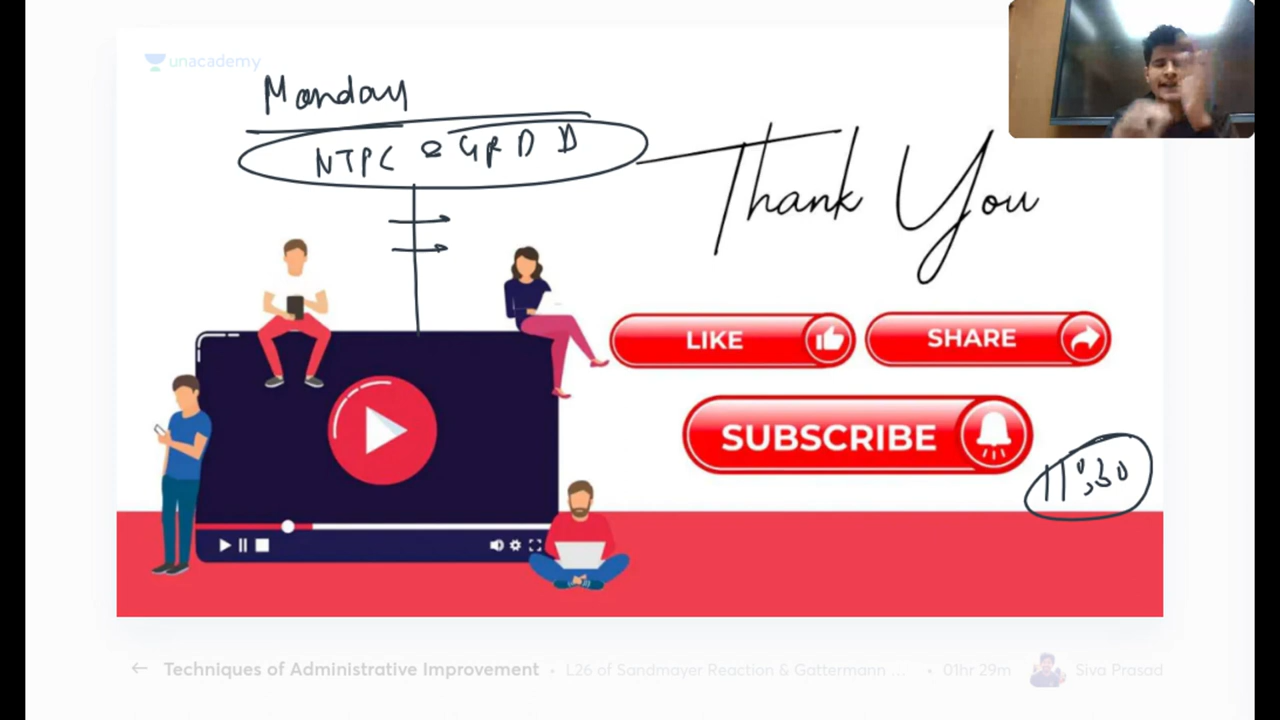 unacademy
Monday
NTPC & GR D D
Thank You
LIKE
SHARE
SUBSCRIBE
11:30
Techniques of Administrative Improvement • L26 of Sandmayer Reaction & Gattermann ... • 01hr 29m Siva Prasad